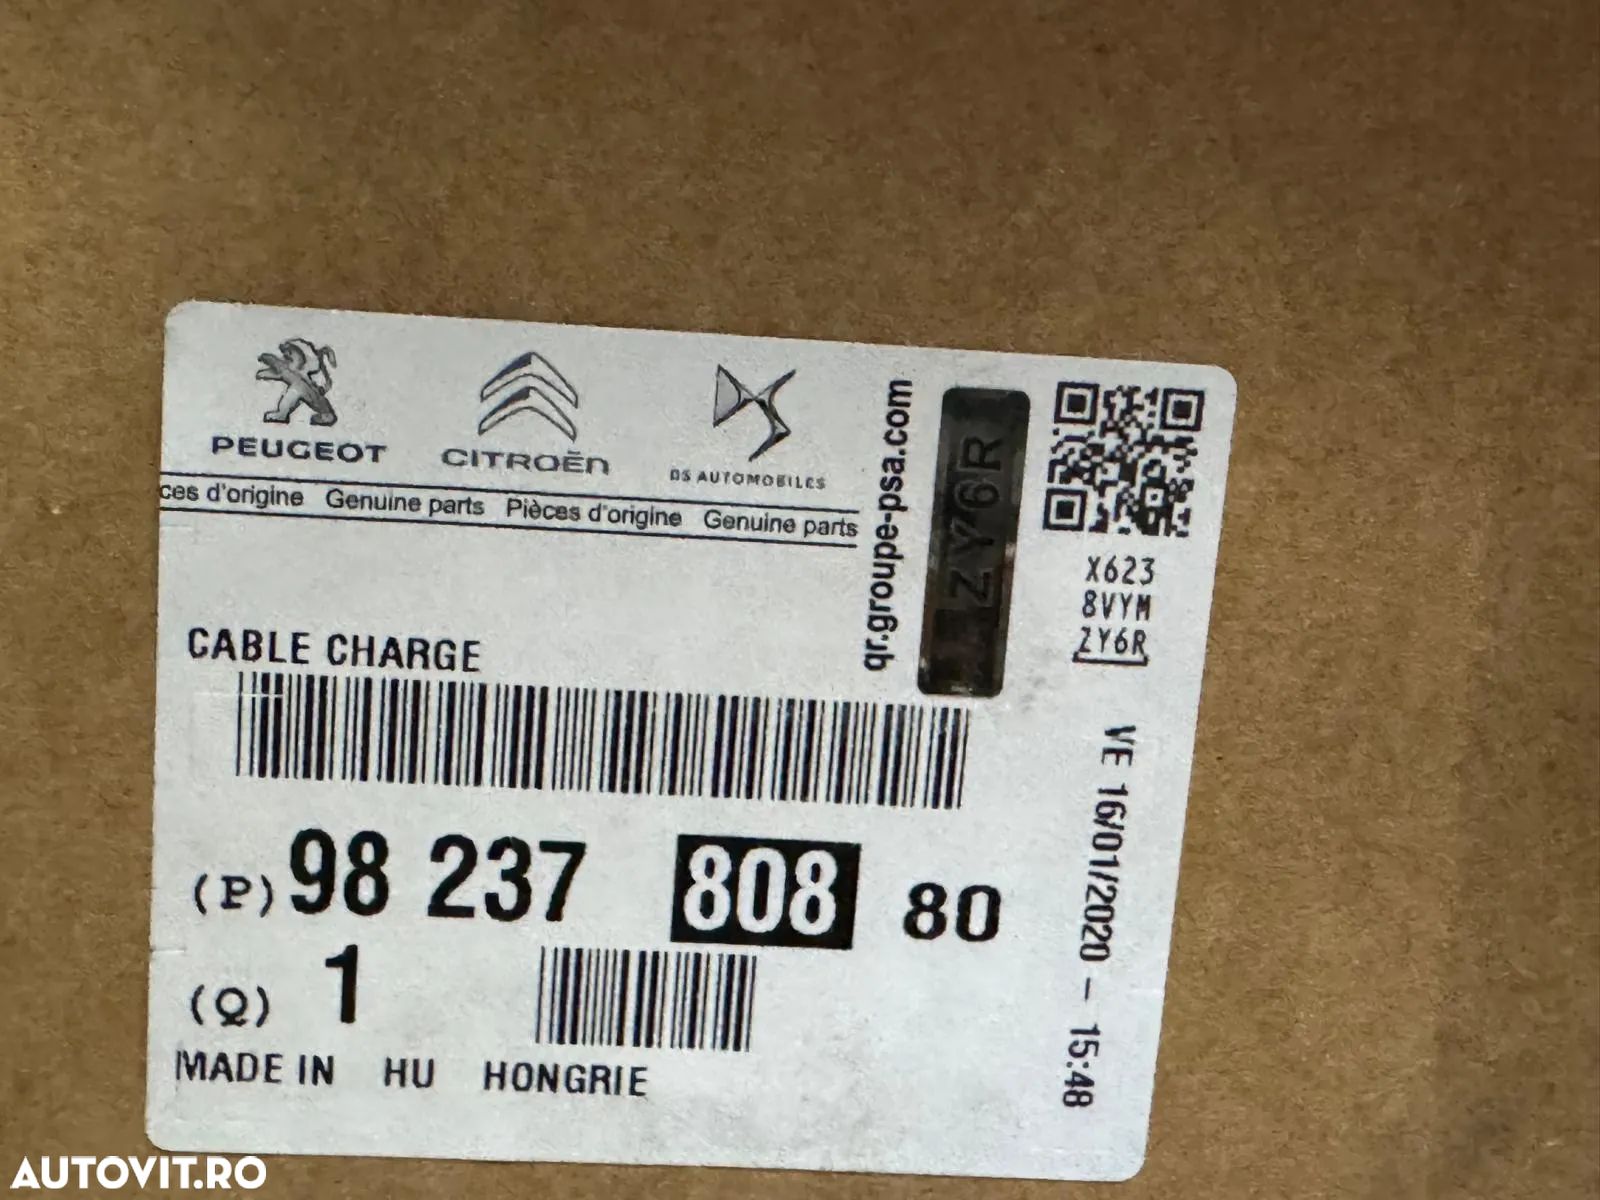 PEUGEOT CITROËN DS AUTOMOBILES
ces d'origine Genuine parts Pièces d'origine Genuine parts
qr.groupe-psa.com
ZY6R
X623
8VYM
ZY6R
CABLE CHARGE
(P) 98 237 808 80
(Q) 1
MADE IN HU HONGRIE
VE 16/01/2020 - 15:48
AUTOVIT.RO